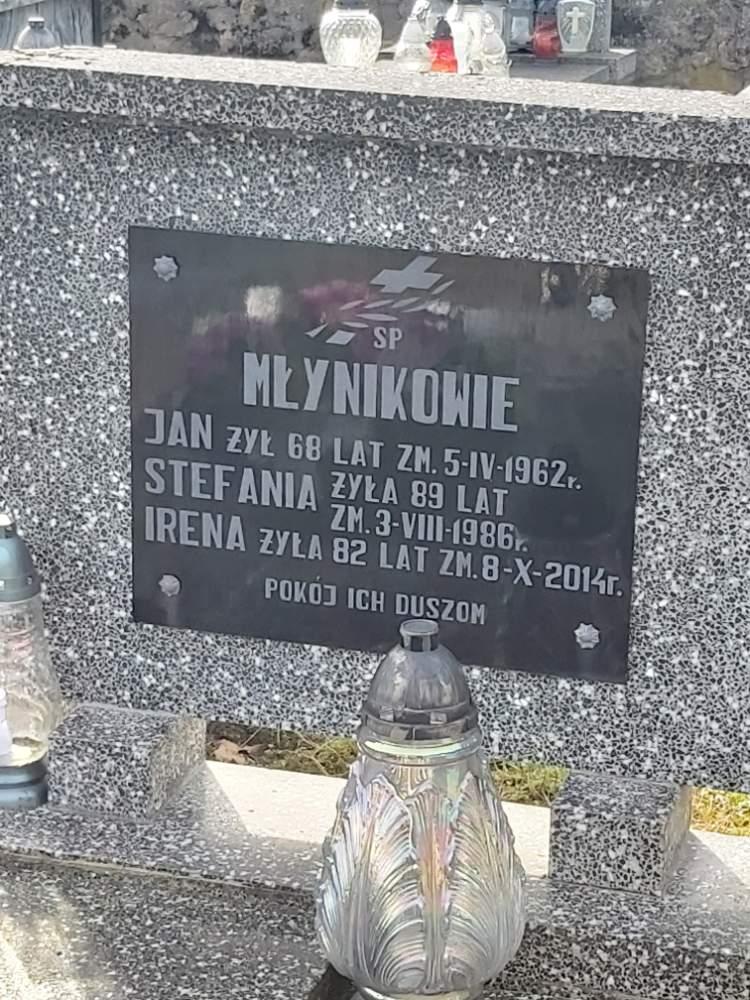 SP
MŁYNIKOWIE
JAN ŻYŁ 68 LAT ZM. 5-IV-1962r.
STEFANIA ŻYŁA 89 LAT
ZM. 3-VIII-1986r.
IRENA ŻYŁA 82 LAT ZM. 8-X-2014r.
POKÓJ ICH DUSZOM